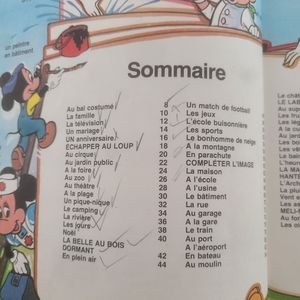 un peintre
en bâtiment
Sommaire
Au bal costumé 8
La famille 10
La télévision 12
Un mariage 14
UN anniversaire 16
ECHAPPER AU LOUP 18
Au cirque 20
Au jardin public 22
A la foire 24
Au zoo 26
Au théâtre 28
A la plage 30
Un pique-nique 32
Le camping 34
La rivière 36
Les jours 38
Noël 40
LA BELLE AU BOIS
DORMANT 42
En plein air 44
Un match de football
Les jeux
L'école buissonnière
Les sports
Le bonhomme de neige
A la montagne
En parachute
COMPLÉTER L'IMAGE
La maison
A l'école
A l'usine
Le bâtiment
La rue
Au garage
A la gare
Le train
Au port
A l'aéroport
En bateau
Au moulin